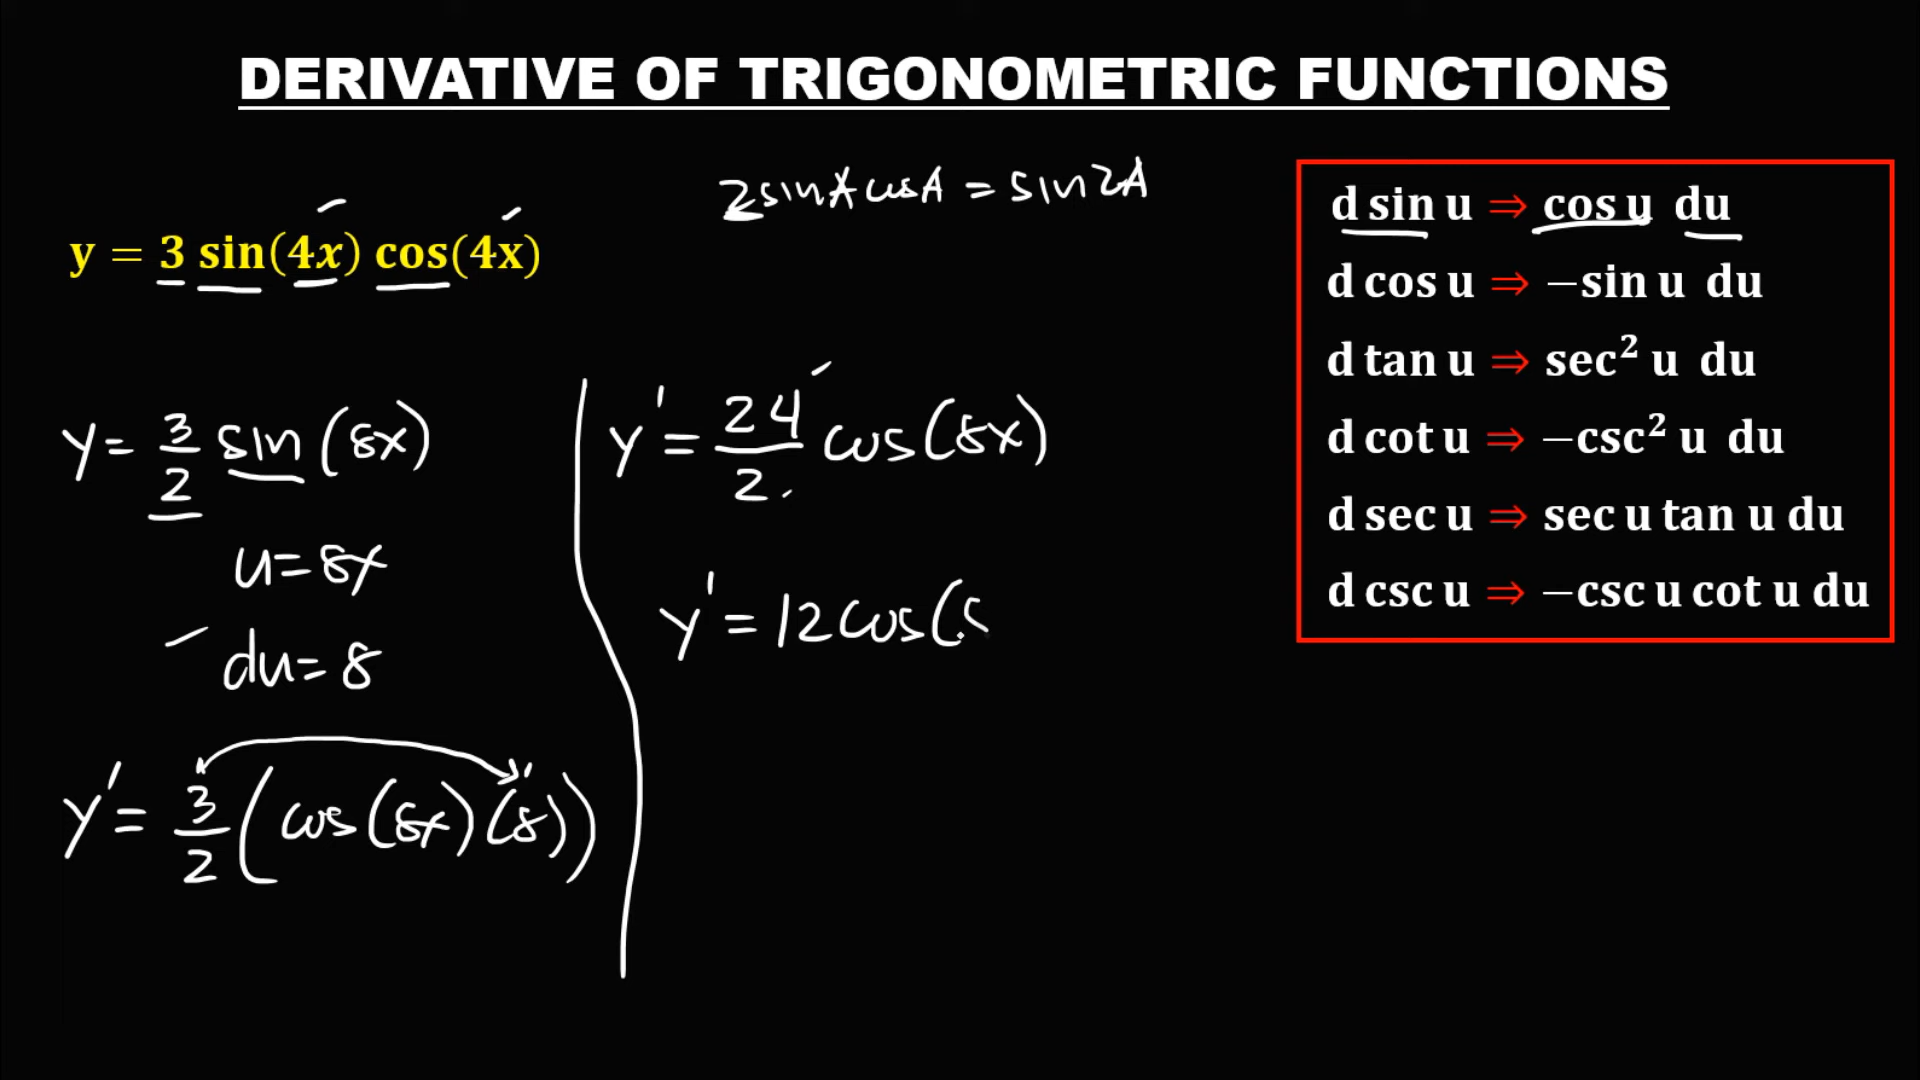 DERIVATIVE OF TRIGONOMETRIC FUNCTIONS
2sinAcosA = sin2A
y = 3 sin(4x) cos(4x)
y = 3/2 sin(8x)
u = 8x
du = 8
y' = 3/2 (cos(8x)(8))
y' = 24/2 cos(8x)
y' = 12cos(
d sin u ⇒ cos u du
d cos u ⇒ −sin u du
d tan u ⇒ sec² u du
d cot u ⇒ −csc² u du
d sec u ⇒ sec u tan u du
d csc u ⇒ −csc u cot u du